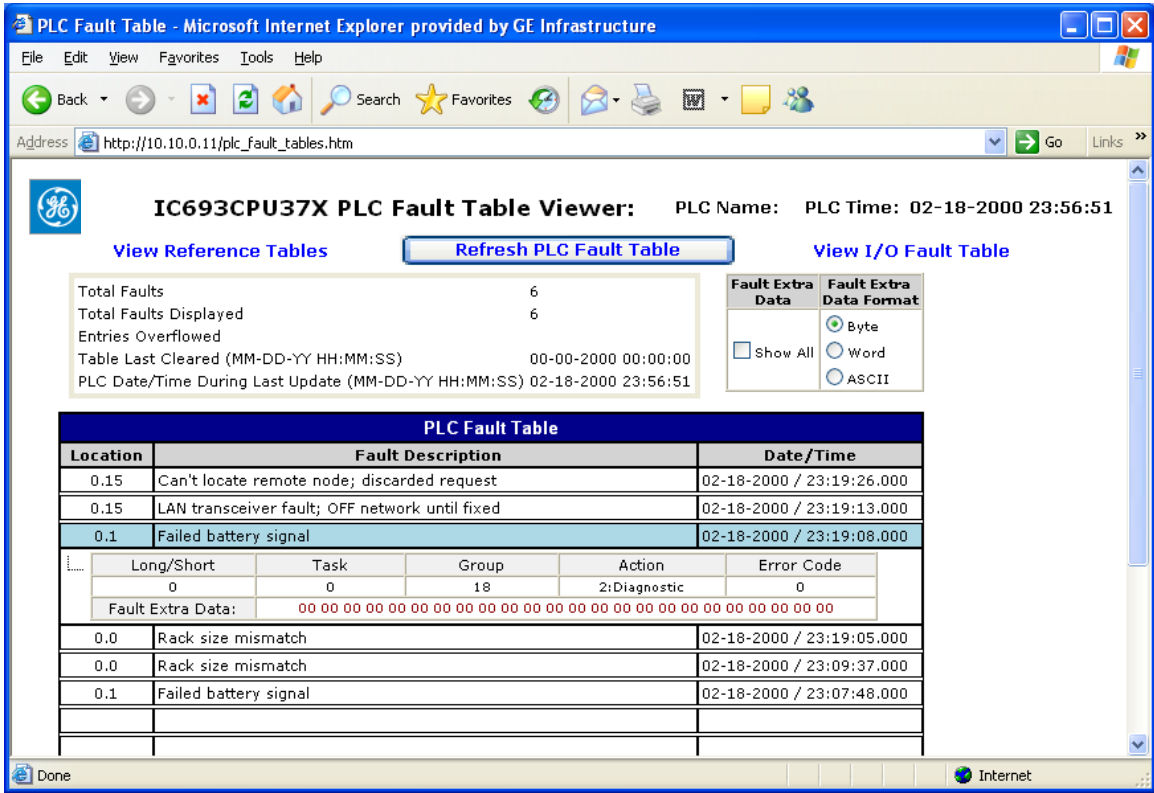 PLC Fault Table - Microsoft Internet Explorer provided by GE Infrastructure
File Edit View Favorites Tools Help
Back Search Favorites
Address http://10.10.0.11/plc_fault_tables.htm Go Links »
IC693CPU37X PLC Fault Table Viewer: PLC Name: PLC Time: 02-18-2000 23:56:51
View Reference Tables Refresh PLC Fault Table View I/O Fault Table
Total Faults 6
Total Faults Displayed 6
Entries Overflowed
Table Last Cleared (MM-DD-YY HH:MM:SS) 00-00-2000 00:00:00
PLC Date/Time During Last Update (MM-DD-YY HH:MM:SS) 02-18-2000 23:56:51
Fault Extra Data Fault Extra Data Format
Show All
Byte
Word
ASCII
PLC Fault Table
Location Fault Description Date/Time
0.15 Can't locate remote node; discarded request 02-18-2000 / 23:19:26.000
0.15 LAN transceiver fault; OFF network until fixed 02-18-2000 / 23:19:13.000
0.1 Failed battery signal 02-18-2000 / 23:19:08.000
Long/Short Task Group Action Error Code
0 0 18 2:Diagnostic 0
Fault Extra Data: 00 00 00 00 00 00 00 00 00 00 00 00 00 00 00 00 00 00 00 00 00 00 00 00
0.0 Rack size mismatch 02-18-2000 / 23:19:05.000
0.0 Rack size mismatch 02-18-2000 / 23:09:37.000
0.1 Failed battery signal 02-18-2000 / 23:07:48.000
Done Internet